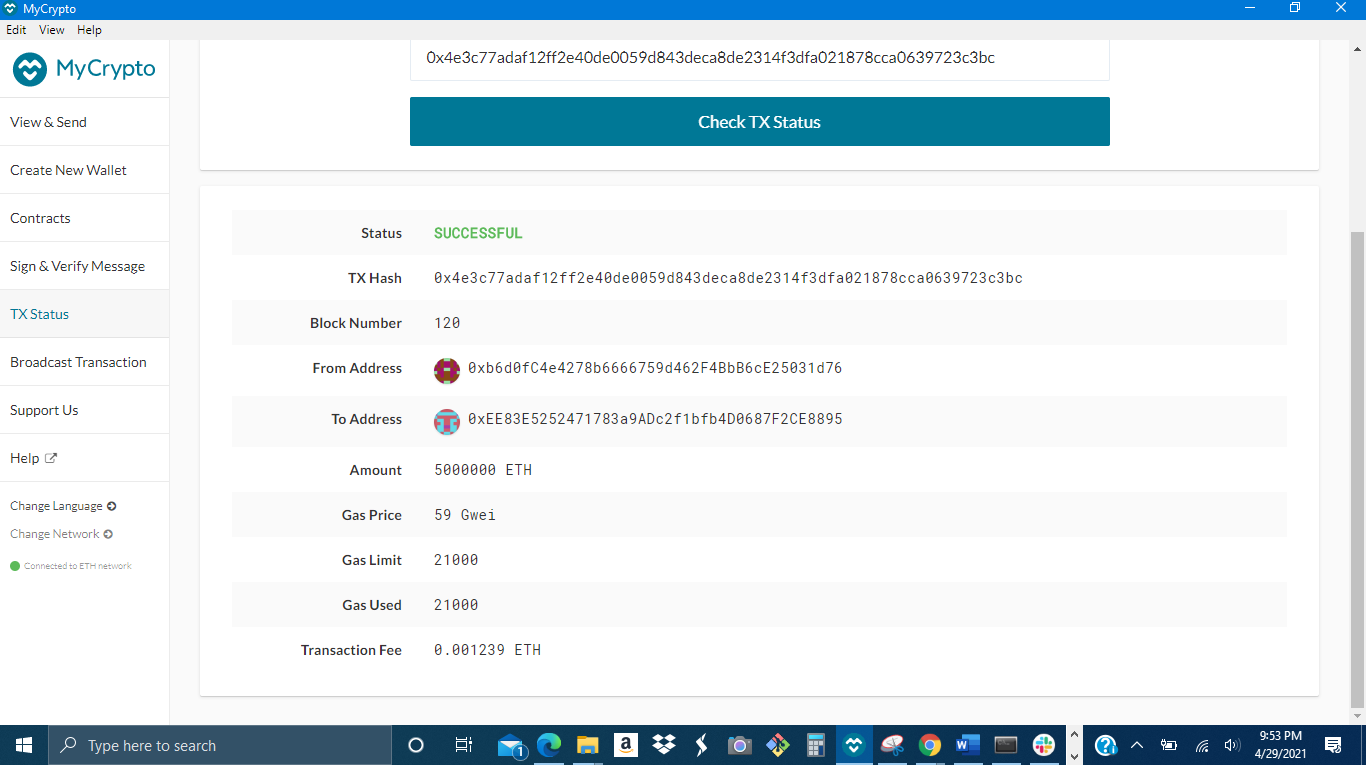 MyCrypto
Edit View Help
MyCrypto
View & Send
Create New Wallet
Contracts
Sign & Verify Message
TX Status
Broadcast Transaction
Support Us
Help
Change Language
Change Network
Connected to ETH network
0x4e3c77adaf12ff2e40de0059d843deca8de2314f3dfa021878cca0639723c3bc
Check TX Status
Status SUCCESSFUL
TX Hash 0x4e3c77adaf12ff2e40de0059d843deca8de2314f3dfa021878cca0639723c3bc
Block Number 120
From Address 0xb6d0fC4e4278b6666759d462F4BbB6cE25031d76
To Address 0xEE83E5252471783a9ADc2f1bfb4D0687F2CE8895
Amount 5000000 ETH
Gas Price 59 Gwei
Gas Limit 21000
Gas Used 21000
Transaction Fee 0.001239 ETH
Type here to search
1
a
W
9:53 PM
4/29/2021